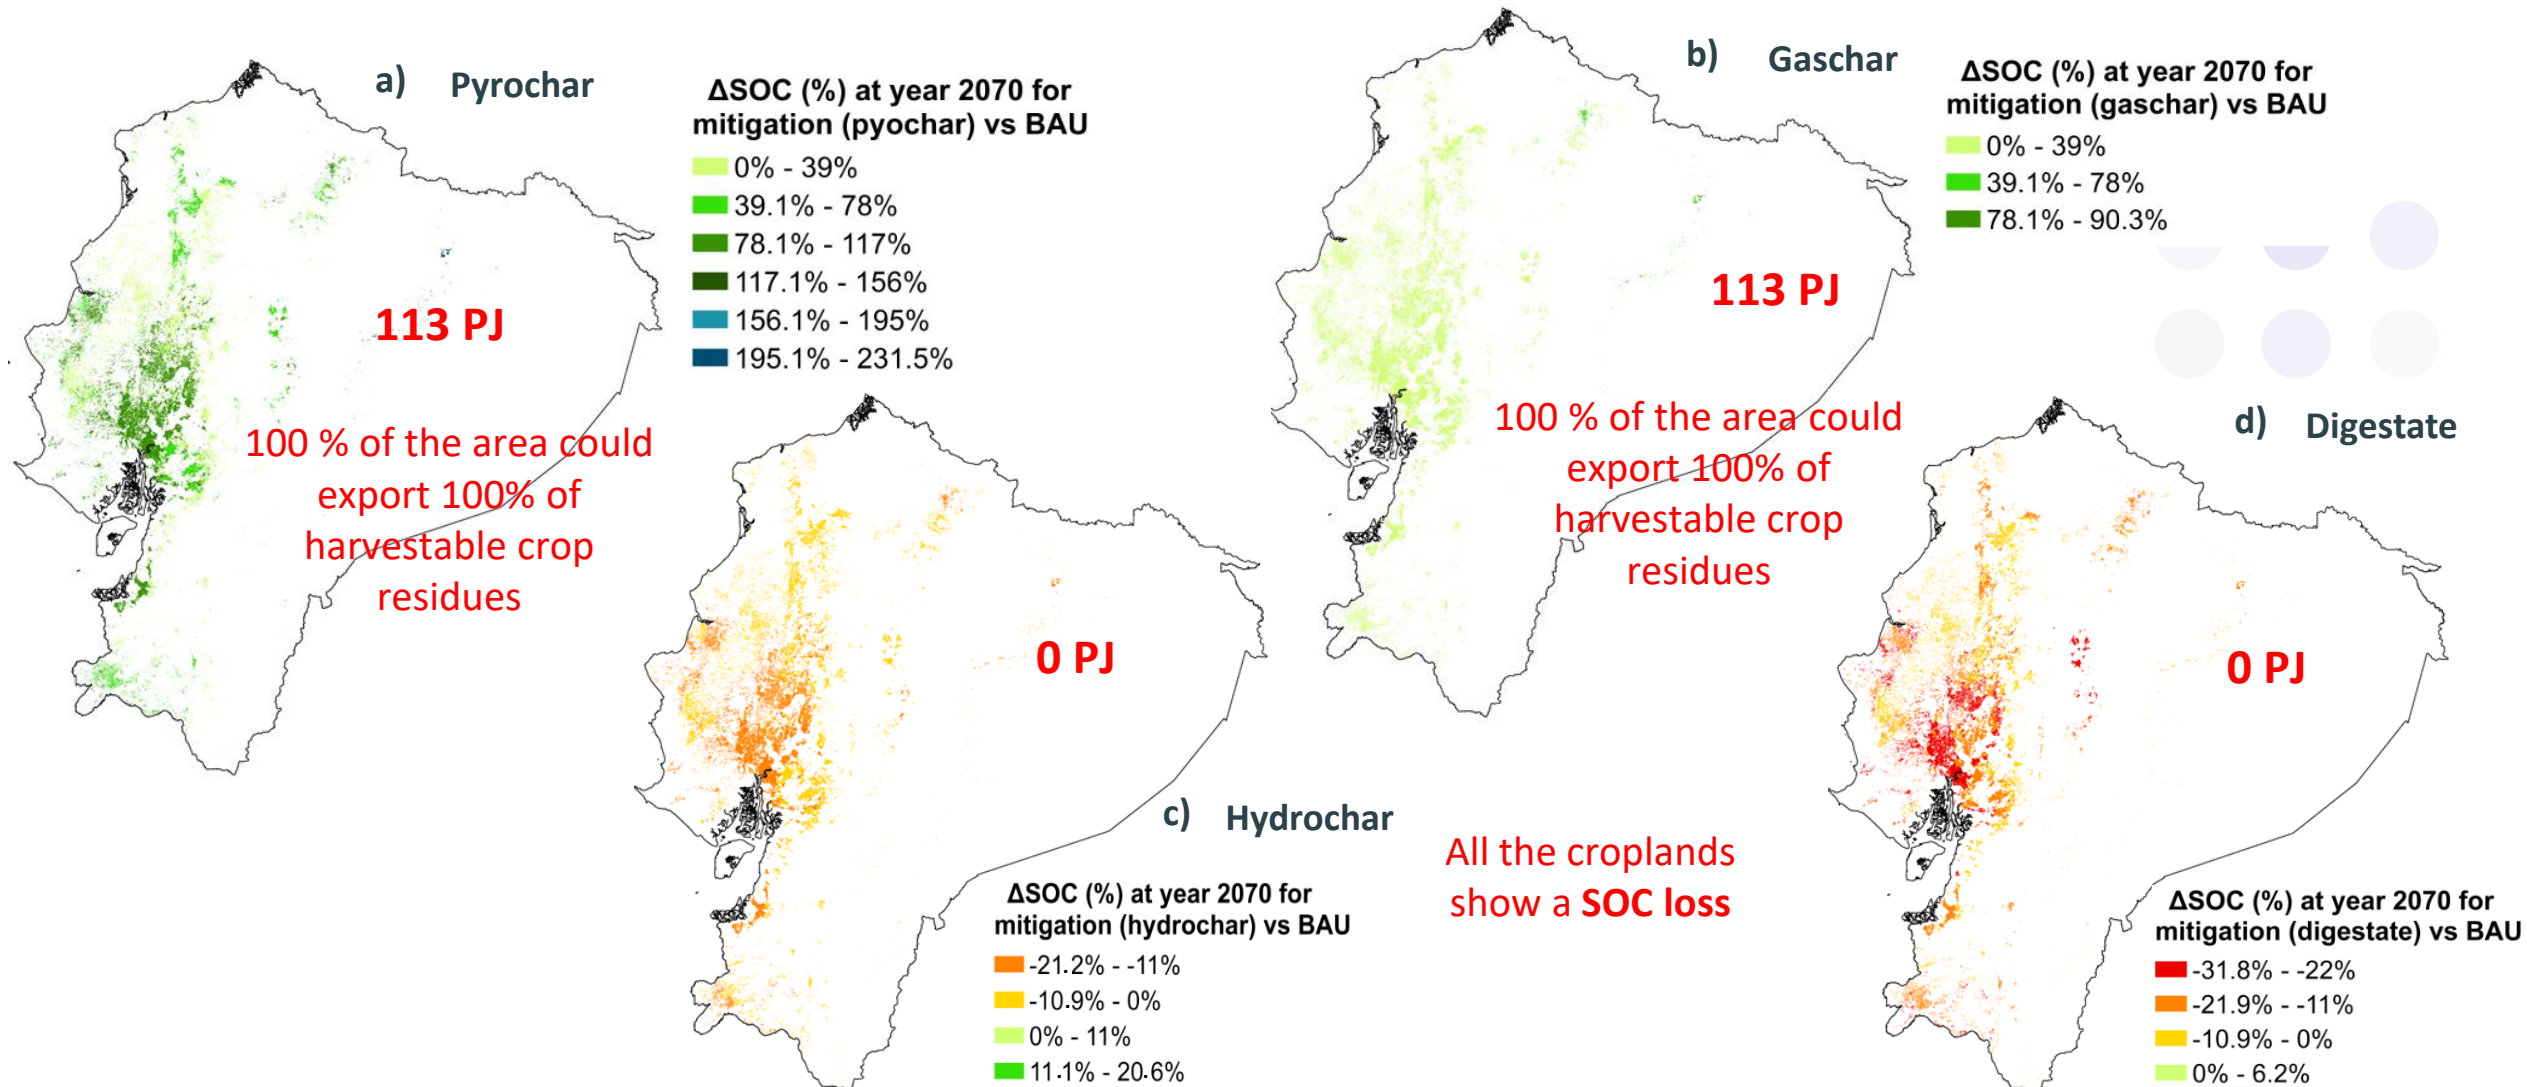 a) Pyrochar
ΔSOC (%) at year 2070 for
mitigation (pyochar) vs BAU
0% - 39%
39.1% - 78%
78.1% - 117%
117.1% - 156%
156.1% - 195%
195.1% - 231.5%
113 PJ
100 % of the area could
export 100% of
harvestable crop
residues
b) Gaschar
ΔSOC (%) at year 2070 for
mitigation (gaschar) vs BAU
0% - 39%
39.1% - 78%
78.1% - 90.3%
113 PJ
100 % of the area could
export 100% of
harvestable crop
residues
c) Hydrochar
0 PJ
ΔSOC (%) at year 2070 for
mitigation (hydrochar) vs BAU
-21.2% - -11%
-10.9% - 0%
0% - 11%
11.1% - 20.6%
All the croplands
show a SOC loss
d) Digestate
0 PJ
ΔSOC (%) at year 2070 for
mitigation (digestate) vs BAU
-31.8% - -22%
-21.9% - -11%
-10.9% - 0%
0% - 6.2%